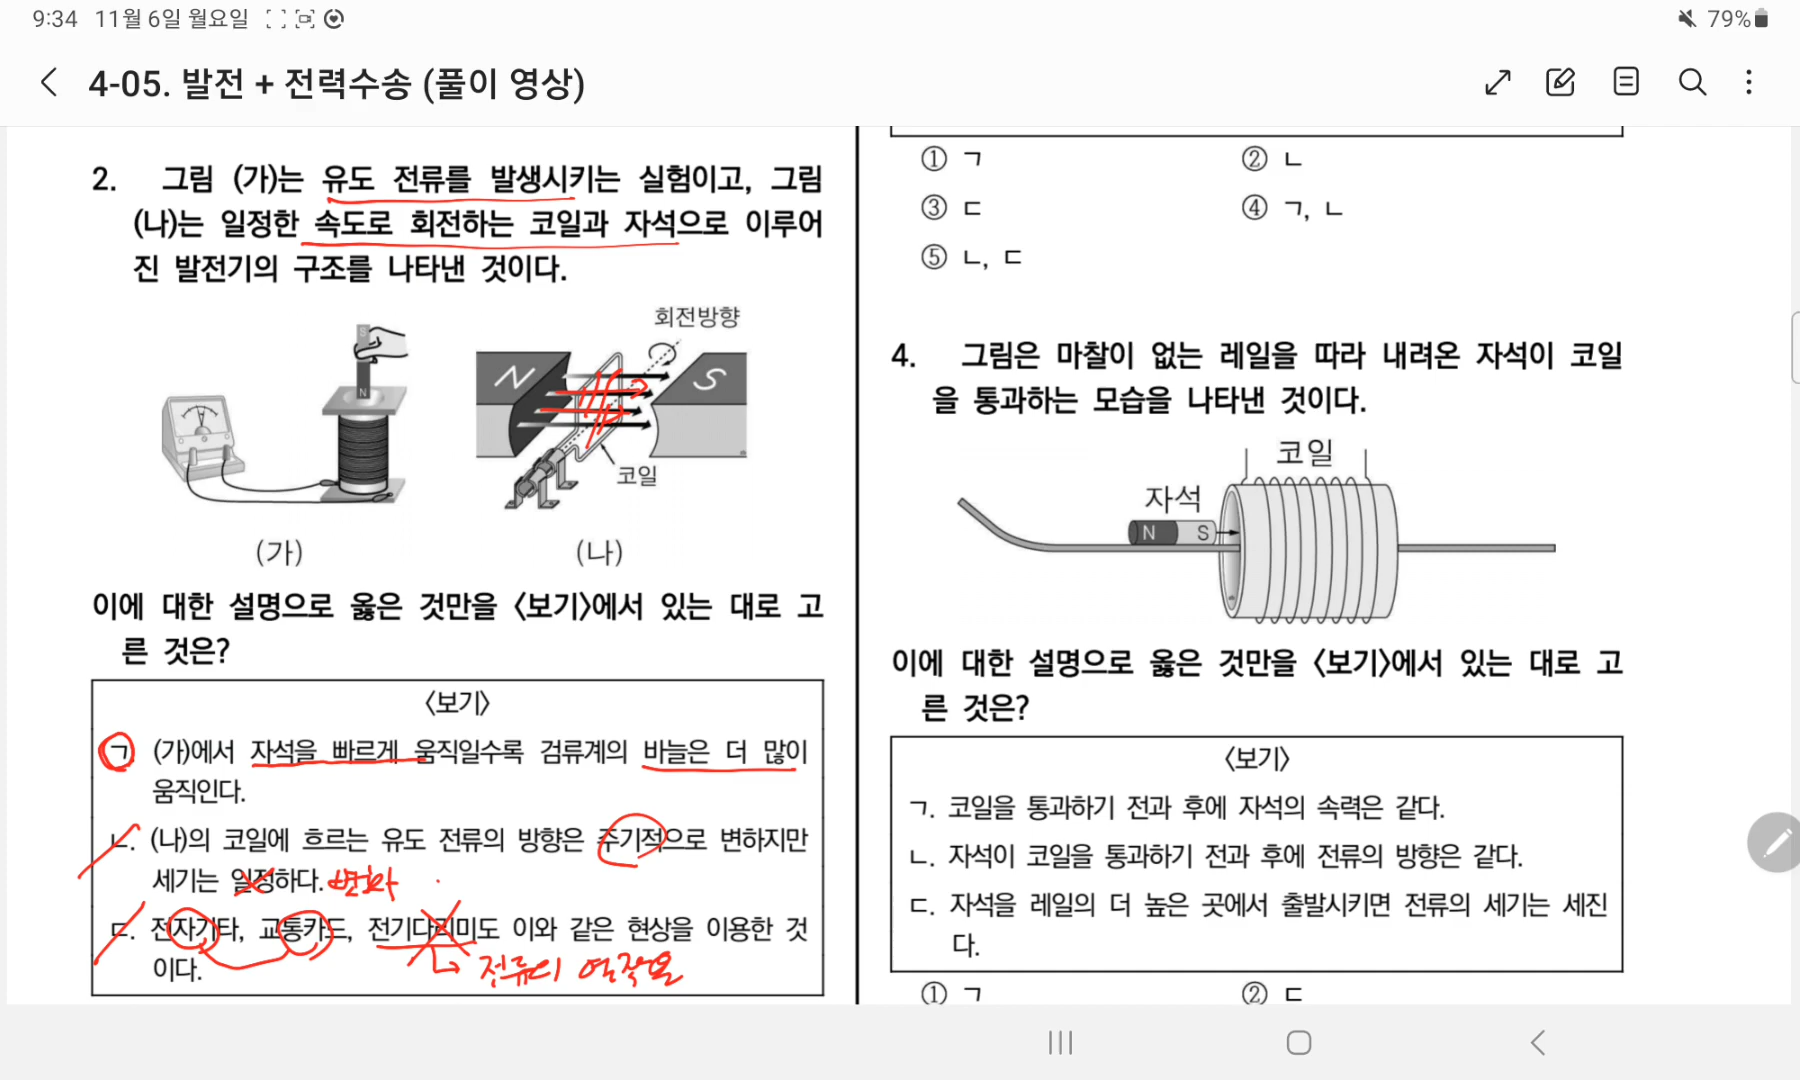 9:34 11월 6일 월요일
79%
4-05. 발전 + 전력수송 (풀이 영상)
2. 그림 (가)는 유도 전류를 발생시키는 실험이고, 그림
(나)는 일정한 속도로 회전하는 코일과 자석으로 이루어
진 발전기의 구조를 나타낸 것이다.
S
N
(가)
회전방향
N
S
코일
(나)
이에 대한 설명으로 옳은 것만을 <보기>에서 있는 대로 고
른 것은?
<보기>
ㄱ. (가)에서 자석을 빠르게 움직일수록 검류계의 바늘은 더 많이
움직인다.
ㄴ. (나)의 코일에 흐르는 유도 전류의 방향은 주기적으로 변하지만
세기는 일정하다. 변화
ㄷ. 전자기타, 교통카드, 전기다리미도 이와 같은 현상을 이용한 것
이다.
전류의 열작용
① ㄱ ② ㄴ
③ ㄷ ④ ㄱ, ㄴ
⑤ ㄴ, ㄷ
4. 그림은 마찰이 없는 레일을 따라 내려온 자석이 코일
을 통과하는 모습을 나타낸 것이다.
코일
자석
N S
이에 대한 설명으로 옳은 것만을 <보기>에서 있는 대로 고
른 것은?
<보기>
ㄱ. 코일을 통과하기 전과 후에 자석의 속력은 같다.
ㄴ. 자석이 코일을 통과하기 전과 후에 전류의 방향은 같다.
ㄷ. 자석을 레일의 더 높은 곳에서 출발시키면 전류의 세기는 세진
다.
① ㄱ ② ㄷ